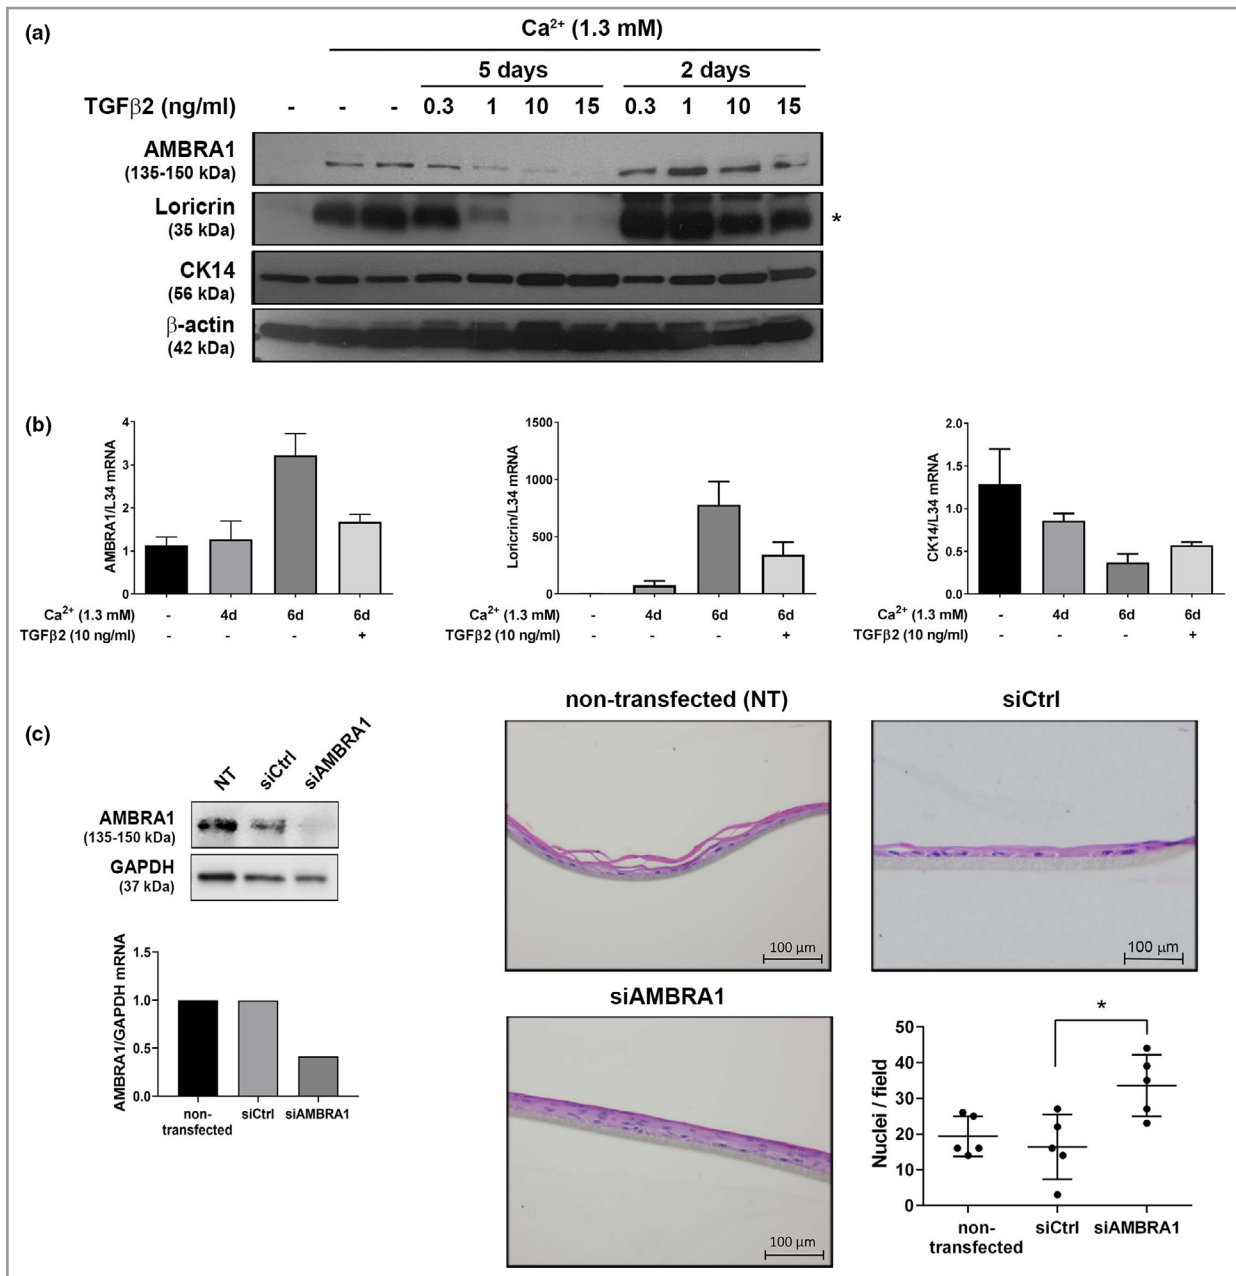 (a)
Ca²⁺ (1.3 mM)
5 days 2 days
TGFβ2 (ng/ml) - - - 0.3 1 10 15 0.3 1 10 15
AMBRA1
(135-150 kDa)
Loricrin
(35 kDa)
*
CK14
(56 kDa)
β-actin
(42 kDa)
(b)
AMBRA1/L34 mRNA
4
3
2
1
0
Ca²⁺ (1.3 mM) - 4d 6d 6d
TGFβ2 (10 ng/ml) - - - +
Loricrin/L34 mRNA
1500
1000
500
0
Ca²⁺ (1.3 mM) - 4d 6d 6d
TGFβ2 (10 ng/ml) - - - +
CK14/L34 mRNA
2.0
1.5
1.0
0.5
0.0
Ca²⁺ (1.3 mM) - 4d 6d 6d
TGFβ2 (10 ng/ml) - - - +
(c)
NT siCtrl siAMBRA1
AMBRA1
(135-150 kDa)
GAPDH
(37 kDa)
AMBRA1/GAPDH mRNA
1.5
1.0
0.5
0.0
non-
transfected
siCtrl siAMBRA1
non-transfected (NT)
100 μm
siCtrl
100 μm
siAMBRA1
100 μm
*
Nuclei / field
50
40
30
20
10
0
non-
transfected
siCtrl siAMBRA1